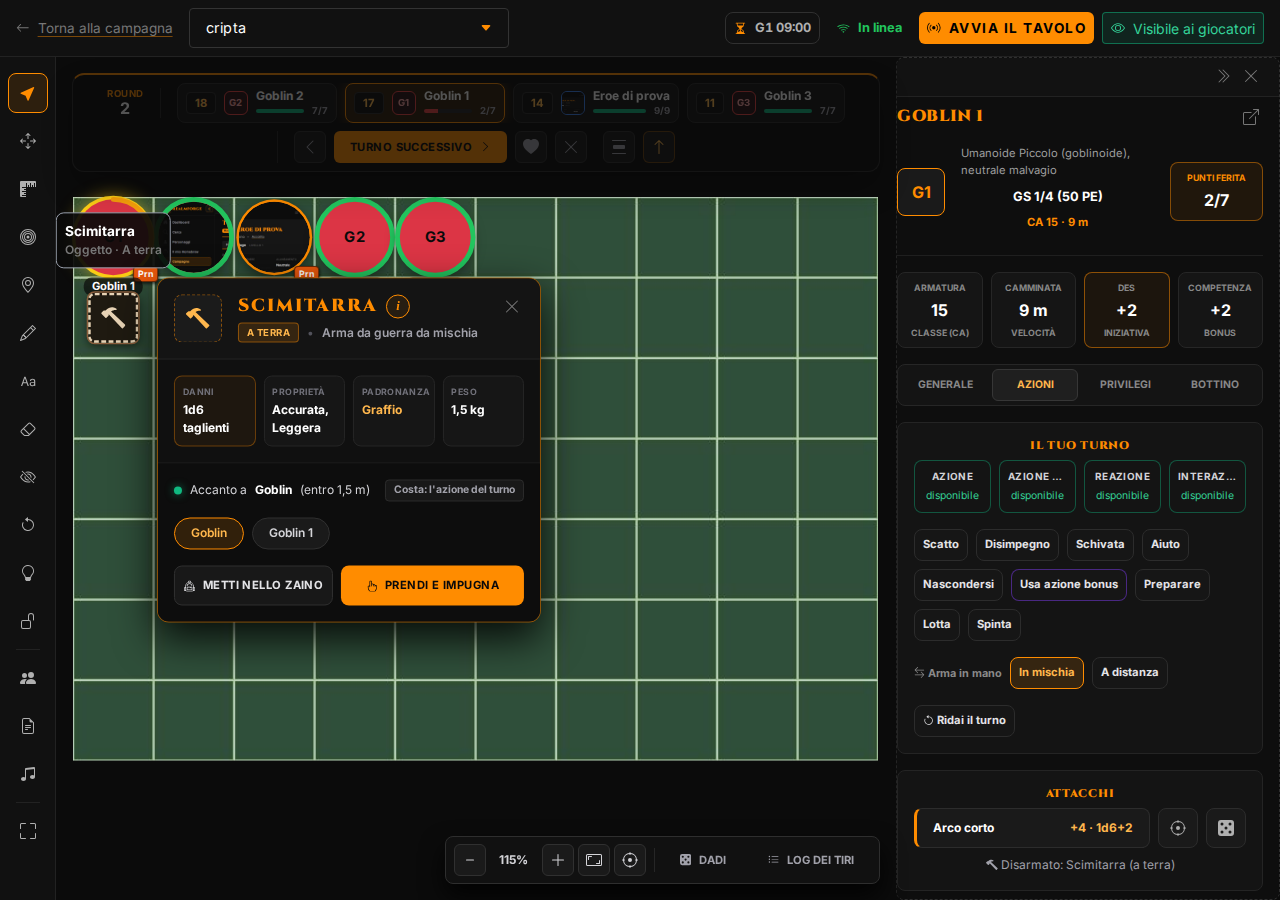 Torna alla campagna
cripta
G1 09:00
In linea
AVVIA IL TAVOLO
Visibile ai giocatori
ROUND
2
18
G2
Goblin 2
7/7
17
G1
Goblin 1
2/7
14
Eroe di prova
9/9
11
G3
Goblin 3
7/7
TURNO SUCCESSIVO
Aa
Scimitarra
Oggetto · A terra
EROE DI PROVA
G2
G3
Prn
Prn
Goblin 1
SCIMITARRA
i
A TERRA
• Arma da guerra da mischia
DANNI
1d6
taglienti
PROPRIETÀ
Accurata,
Leggera
PADRONANZA
Graffio
PESO
1,5 kg
Accanto a Goblin (entro 1,5 m)
Costa: l'azione del turno
Goblin
Goblin 1
METTI NELLO ZAINO
PRENDI E IMPUGNA
115%
DADI
LOG DEI TIRI
GOBLIN 1
G1
Umanoide Piccolo (goblinoide),
neutrale malvagio
GS 1/4 (50 PE)
CA 15 · 9 m
PUNTI FERITA
2/7
ARMATURA
15
CLASSE (CA)
CAMMINATA
9 m
VELOCITÀ
DES
+2
INIZIATIVA
COMPETENZA
+2
BONUS
GENERALE
AZIONI
PRIVILEGI
BOTTINO
IL TUO TURNO
AZIONE
disponibile
AZIONE ...
disponibile
REAZIONE
disponibile
INTERAZ...
disponibile
Scatto
Disimpegno
Schivata
Aiuto
Nascondersi
Usa azione bonus
Preparare
Lotta
Spinta
Arma in mano
In mischia
A distanza
Ridai il turno
ATTACCHI
Arco corto
+4 · 1d6+2
Disarmato: Scimitarra (a terra)